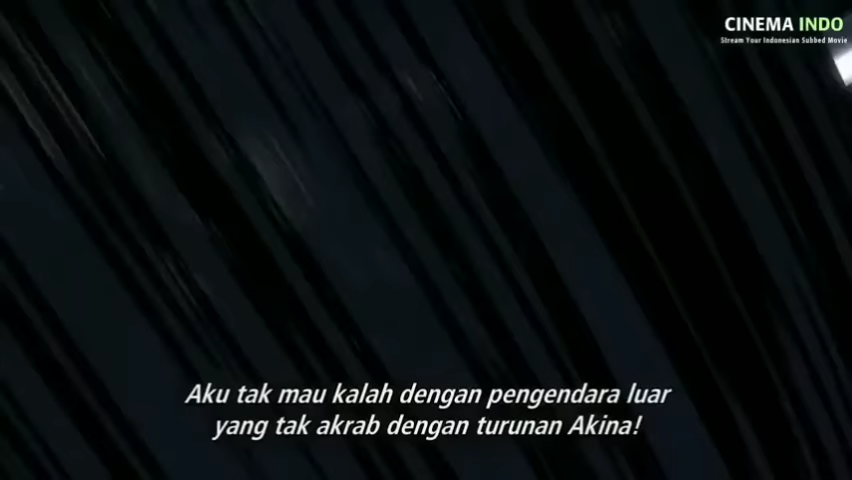 CINEMA INDO
Stream Your Indonesian Subbed Movie
Aku tak mau kalah dengan pengendara luar
yang tak akrab dengan turunan Akina!